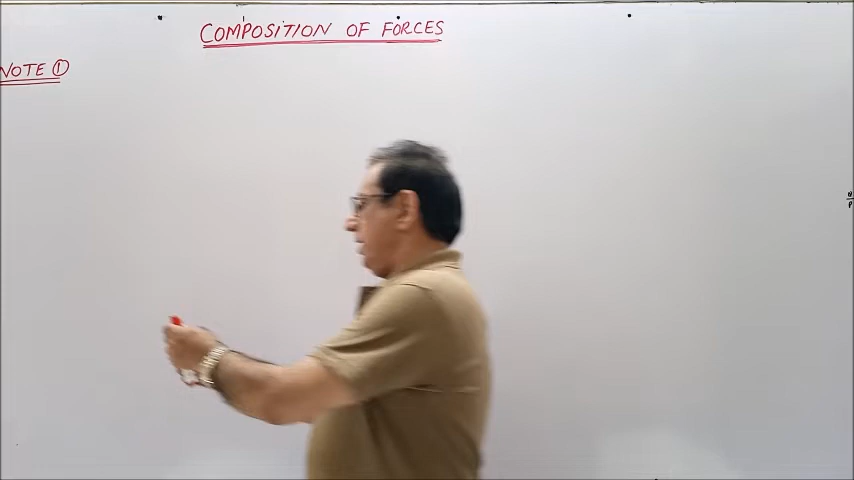 COMPOSITION OF FORCES
NOTE ①